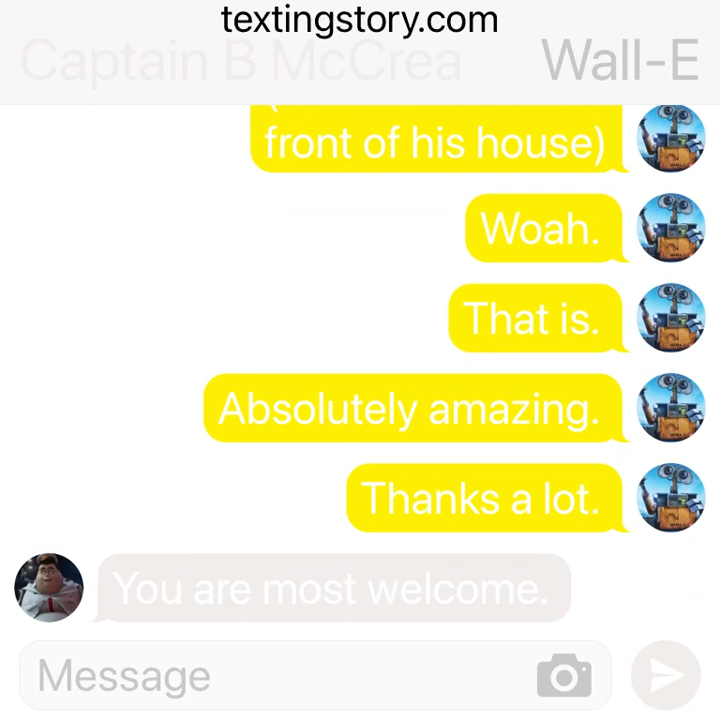 textingstory.com
Captain B McCrea
Wall-E
front of his house)
Woah.
That is.
Absolutely amazing.
Thanks a lot.
You are most welcome.
Message